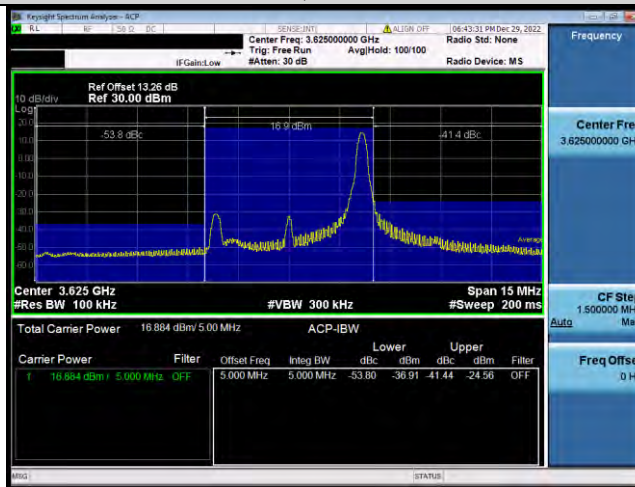 Keysight Spectrum Analyzer - ACP
RL RF 50 Ω DC SENSE:INT ALIGN OFF 06:43:31 PM Dec 29, 2022
Center Freq: 3.625000000 GHz Radio Std: None
Trig: Free Run Avg|Hold: 100/100
IFGain:Low #Atten: 30 dB Radio Device: MS
Frequency
Ref Offset 13.26 dB
10 dB/div Ref 30.00 dBm
Log
20.0
10.0
0.00
-10.0
-20.0
-30.0
-40.0
-50.0
-60.0
-53.8 dBc 16.9 dBm -41.4 dBc
Average
Center Fre
3.625000000 GH
Center 3.625 GHz Span 15 MHz
#Res BW 100 kHz #VBW 300 kHz #Sweep 200 ms
CF Ste
1.500000 MH
Auto Ma
Total Carrier Power 16.884 dBm/ 5.00 MHz ACP-IBW
Lower Upper
Carrier Power Filter Offset Freq Integ BW dBc dBm dBc dBm Filter
1 16.884 dBm / 5.000 MHz OFF 5.000 MHz 5.000 MHz -53.80 -36.91 -41.44 -24.56 OFF
Freq Offse
0 H
MSG STATUS